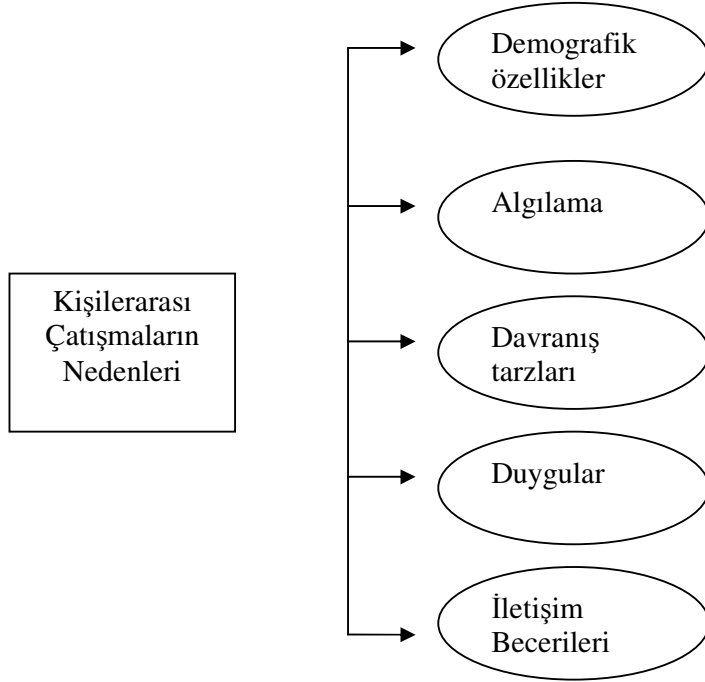 Kişilerarası
Çatışmaların
Nedenleri
Demografik
özellikler
Algılama
Davranış
tarzları
Duygular
İletişim
Becerileri